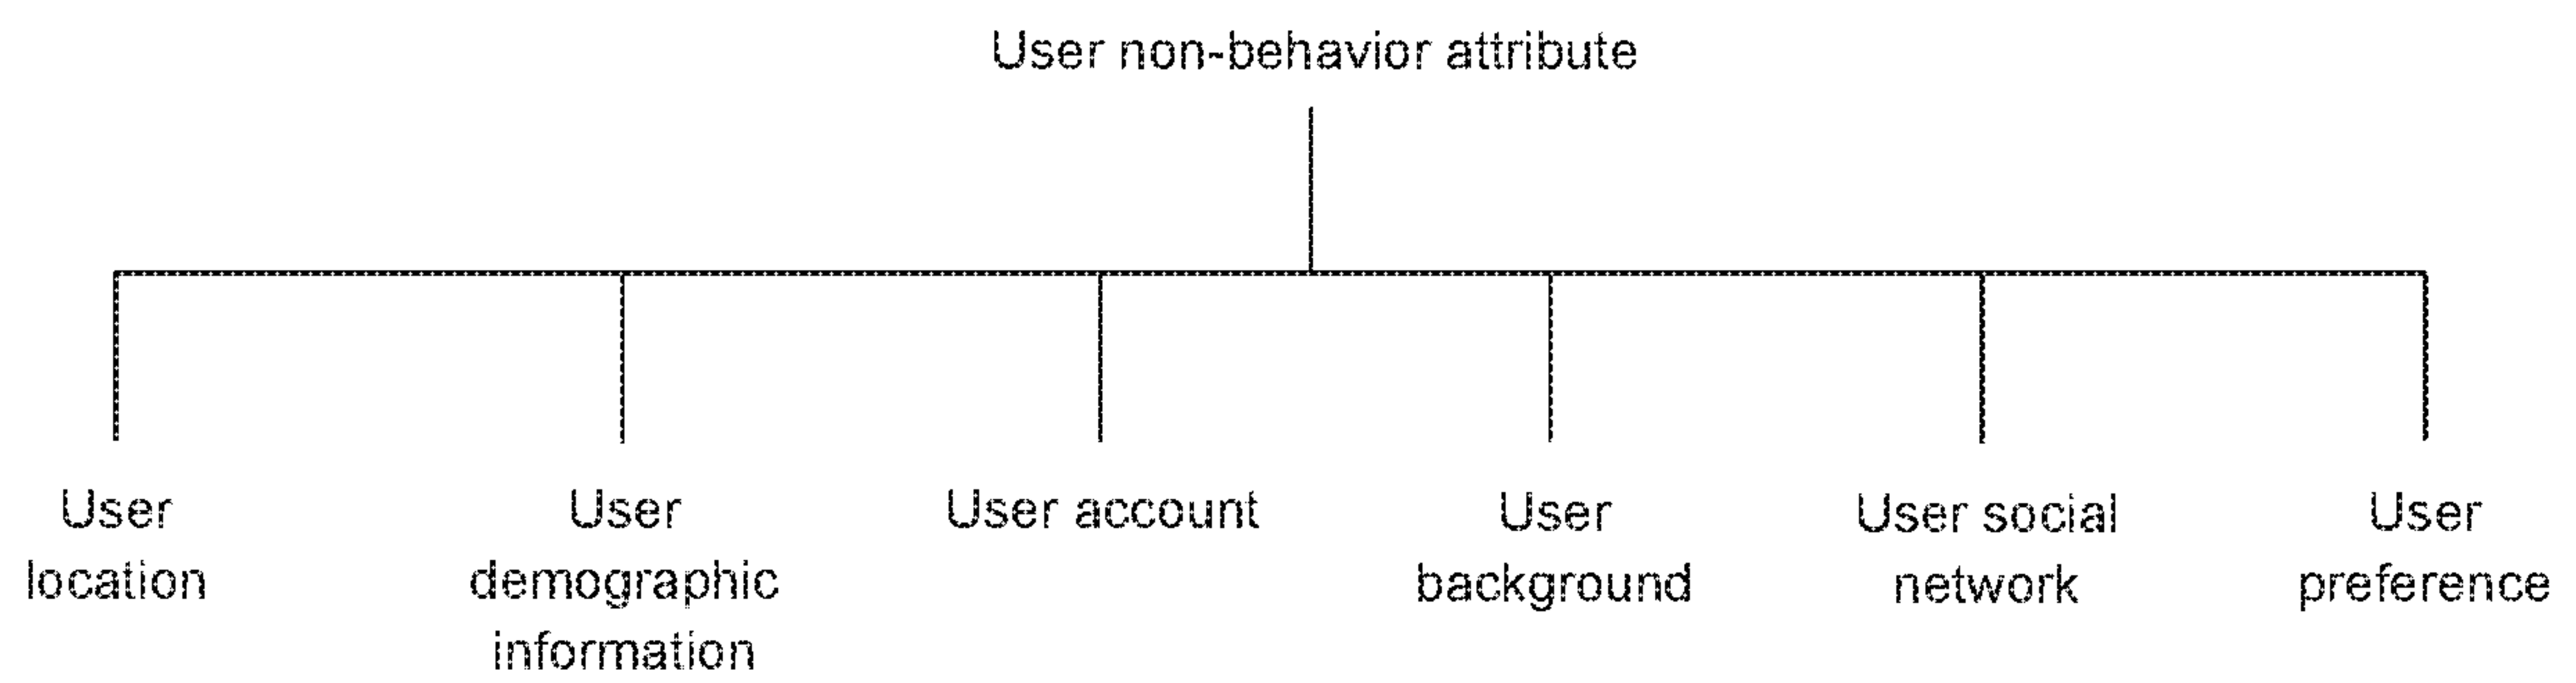 User non-behavior attribute
User
location
User
demographic
information
User account
User
background
User social
network
User
preference